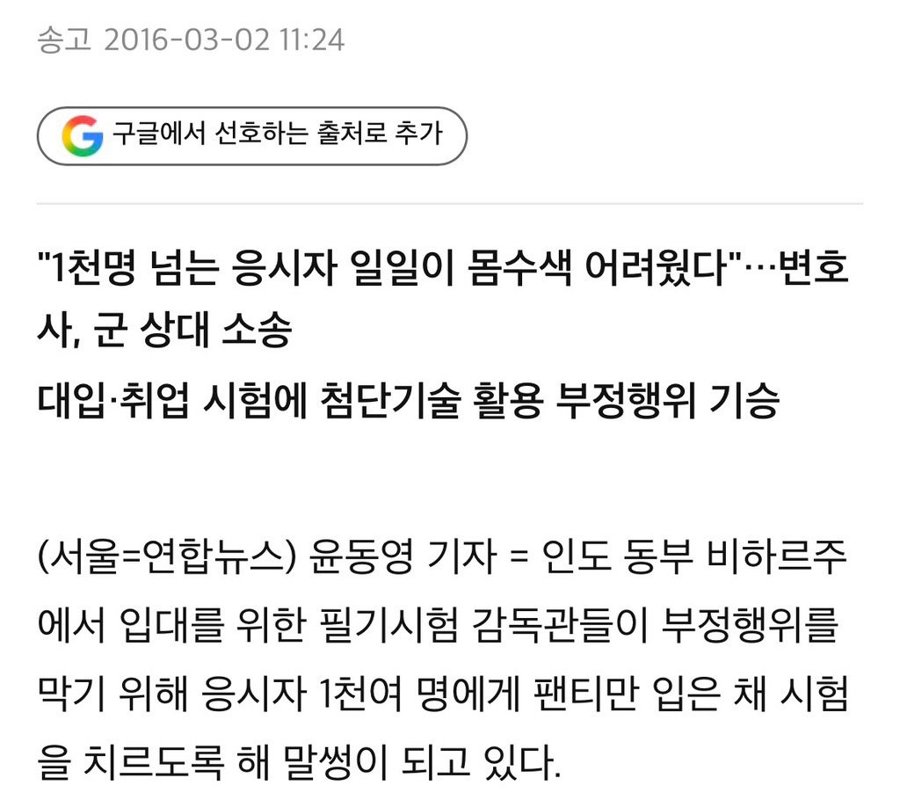 송고 2016-03-02 11:24
구글에서 선호하는 출처로 추가
"1천명 넘는 응시자 일일이 몸수색 어려웠다"…변호
사, 군 상대 소송
대입·취업 시험에 첨단기술 활용 부정행위 기승
(서울=연합뉴스) 윤동영 기자 = 인도 동부 비하르주
에서 입대를 위한 필기시험 감독관들이 부정행위를
막기 위해 응시자 1천여 명에게 팬티만 입은 채 시험
을 치르도록 해 말썽이 되고 있다.